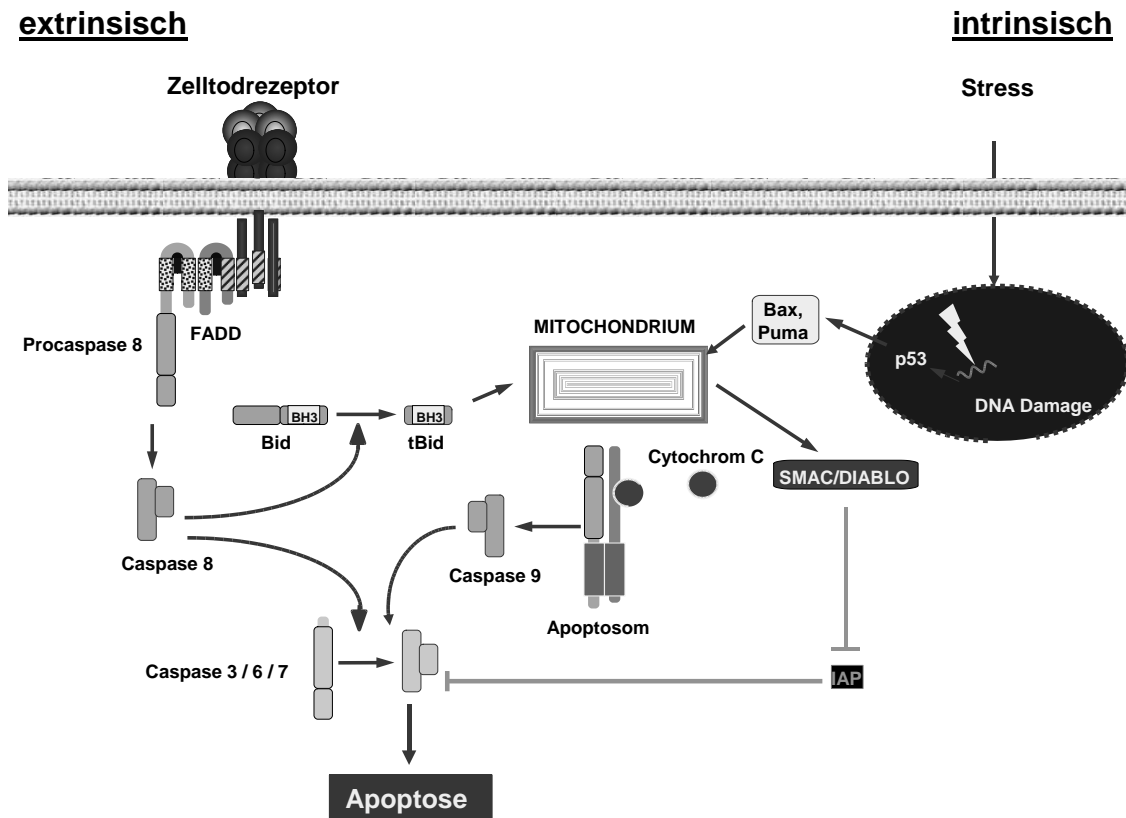 extrinsisch
intrinsisch
Zelltodrezeptor
Stress
Bax,
Puma
MITOCHONDRIUM
FADD
Procaspase 8
p53
DNA Damage
BH3
BH3
Bid
tBid
Cytochrom C
SMAC/DIABLO
Caspase 8
Caspase 9
Apoptosom
Caspase 3 / 6 / 7
IAP
Apoptose